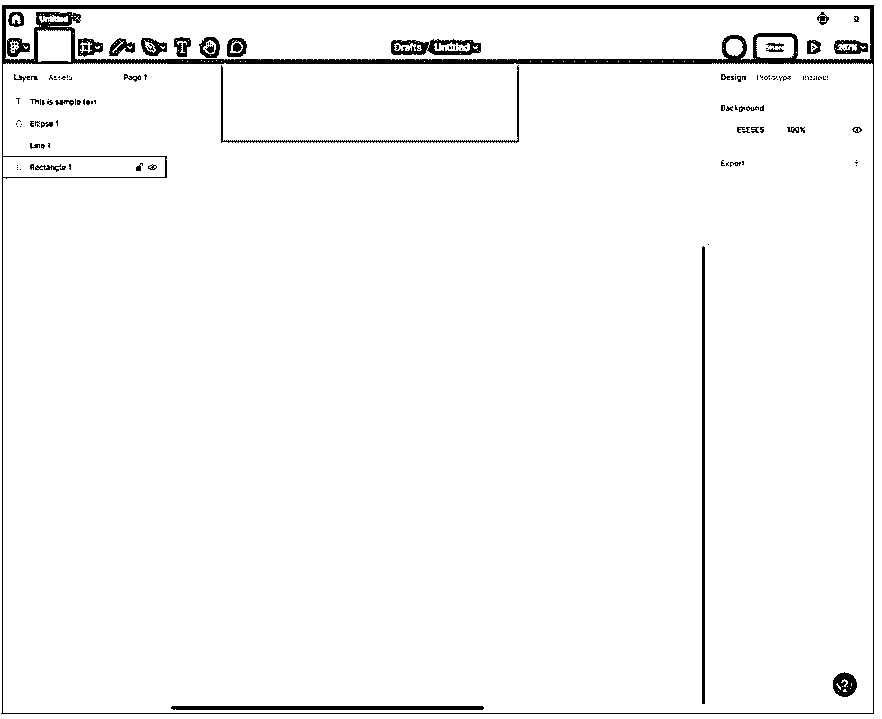 Untitled
Drafts / Untitled
Share
Layers Assets Page 1
Design Prototype Inspect
This is sample text
Background
Ellipse 1
E5E5E5 100%
Line 1
Rectangle 1
Export
?